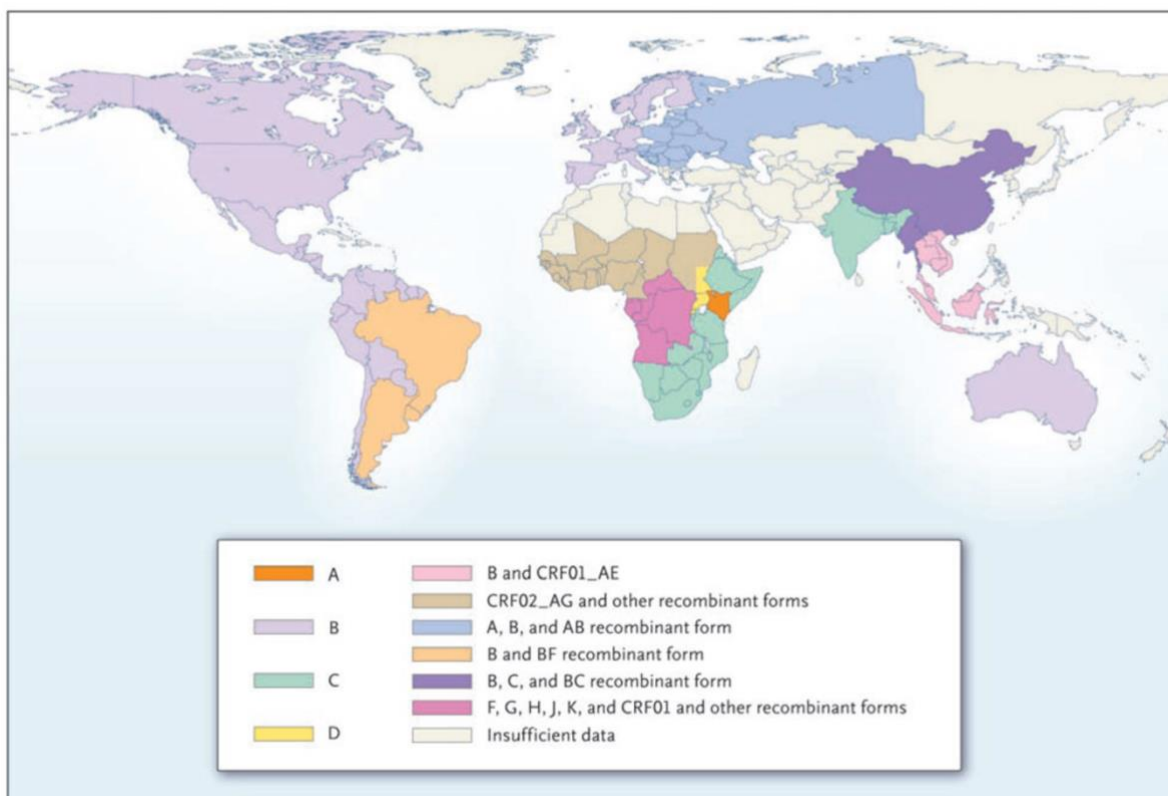 A
B and CRF01_AE
CRF02_AG and other recombinant forms
B
A, B, and AB recombinant form
B and BF recombinant form
C
B, C, and BC recombinant form
F, G, H, J, K, and CRF01 and other recombinant forms
D
Insufficient data